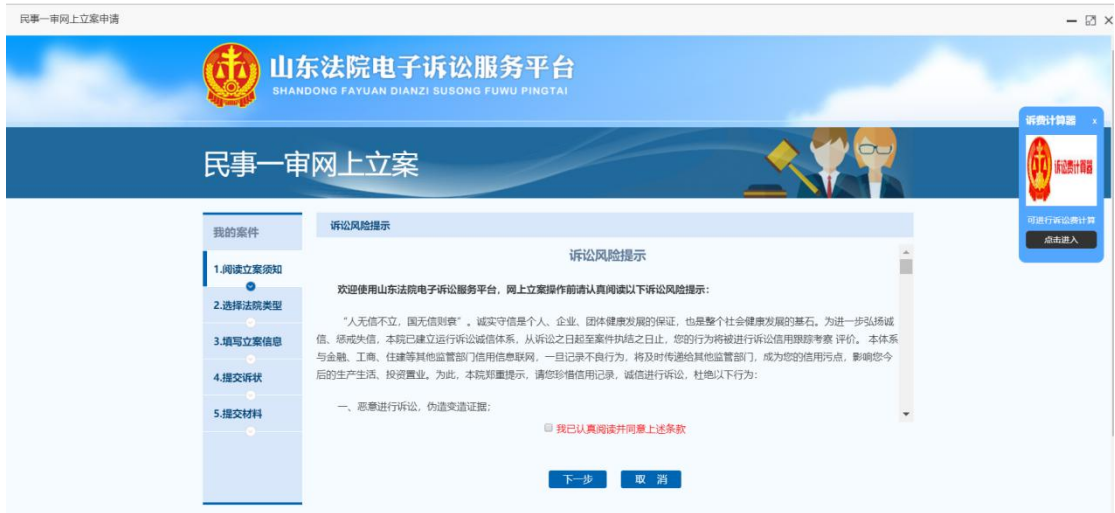 民事一审网上立案申请
山东法院电子诉讼服务平台
SHANDONG FAYUAN DIANZI SUSONG FUWU PINGTAI
诉费计算器 x
诉讼费计算器
可进行诉讼费计算
点击进入
民事一审网上立案
我的案件
1.阅读立案须知
2.选择法院类型
3.填写立案信息
4.提交诉状
5.提交材料
诉讼风险提示
诉讼风险提示
欢迎使用山东法院电子诉讼服务平台，网上立案操作前请认真阅读以下诉讼风险提示：
“人无信不立，国无信则衰”。诚实守信是个人、企业、团体健康发展的保证，也是整个社会健康发展的基石。为进一步弘扬诚
信、惩戒失信，本院已建立运行诉讼诚信体系，从诉讼之日起至案件执结之日止，您的行为将被进行诉讼信用跟踪考察 评价。 本体系
与金融、工商、住建等其他监管部门信用信息联网，一旦记录不良行为，将及时传递给其他监管部门，成为您的信用污点，影响您今
后的生产生活、投资置业。为此，本院郑重提示，请您珍惜信用记录，诚信进行诉讼，杜绝以下行为：
一、恶意进行诉讼，伪造变造证据；
我已认真阅读并同意上述条款
下一步 取 消